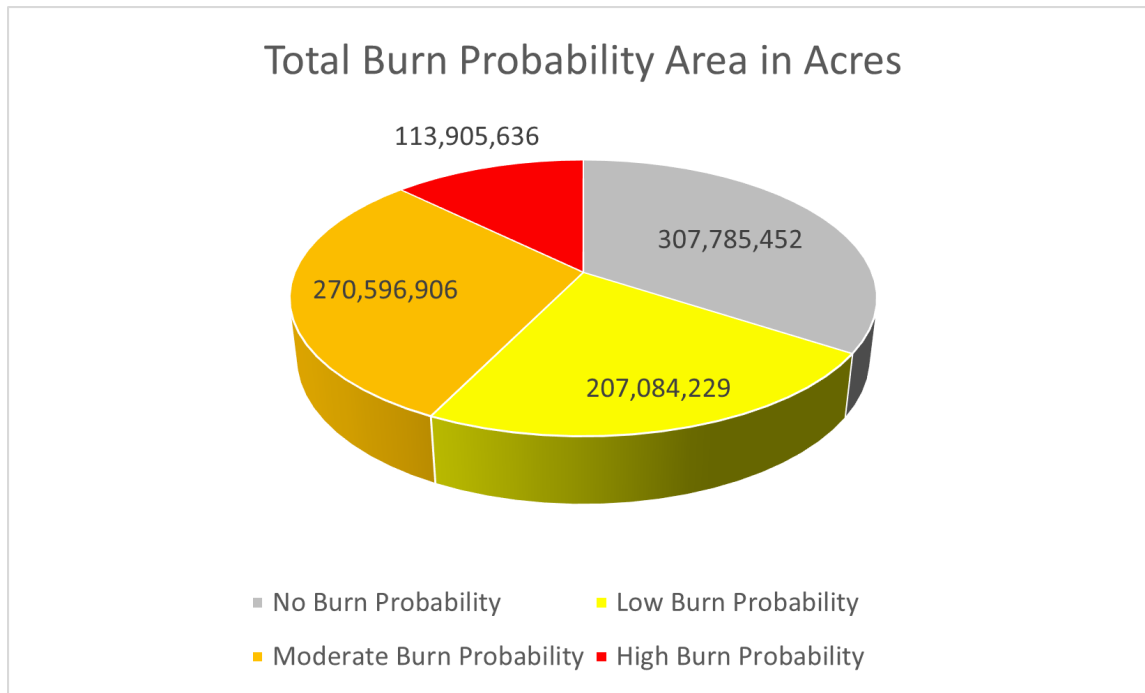 Total Burn Probability Area in Acres
113,905,636
307,785,452
270,596,906
207,084,229
No Burn Probability
Low Burn Probability
Moderate Burn Probability
High Burn Probability